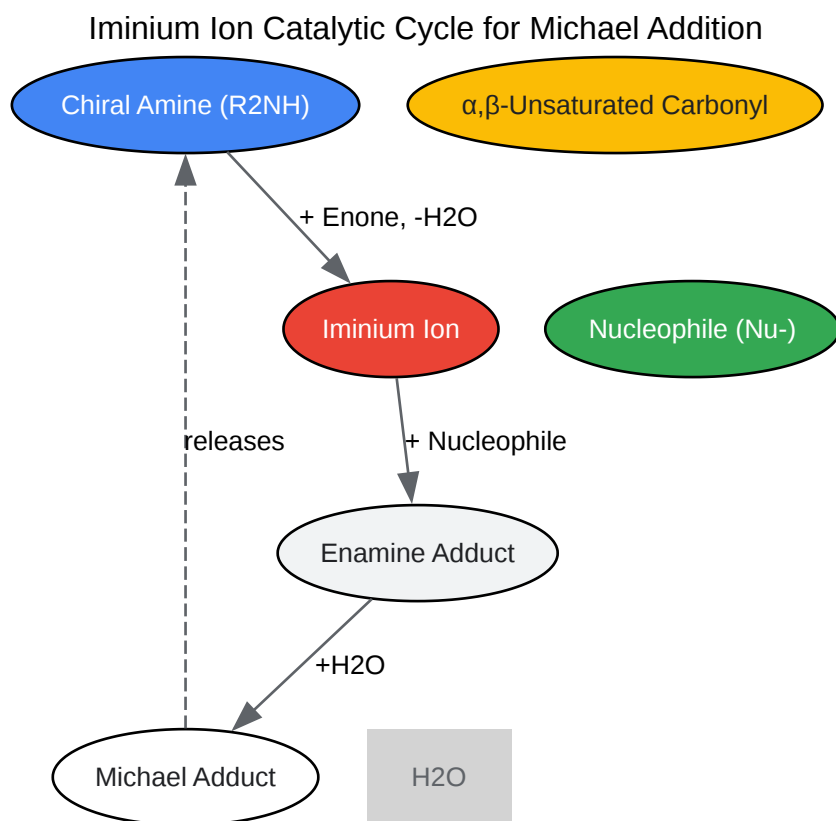 Iminium Ion Catalytic Cycle for Michael Addition
Chiral Amine (R2NH)
α,β-Unsaturated Carbonyl
+ Enone, -H2O
Iminium Ion
Nucleophile (Nu-)
releases
+ Nucleophile
Enamine Adduct
+H2O
Michael Adduct
H2O